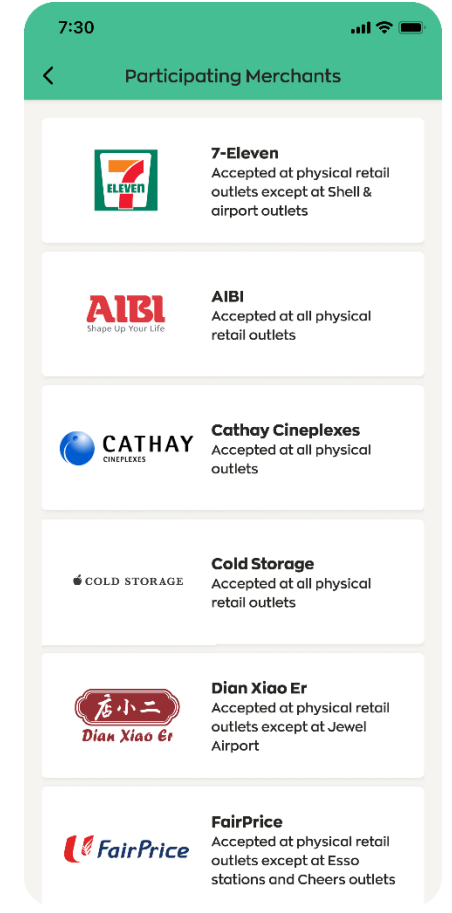 7:30
Participating Merchants
7
ELEVEN
7-Eleven
Accepted at physical retail
outlets except at Shell &
airport outlets
AIBI
Shape Up Your Life
AIBI
Accepted at all physical
retail outlets
CATHAY
CINEPLEXES
Cathay Cineplexes
Accepted at all physical
outlets
COLD STORAGE
Cold Storage
Accepted at all physical
retail outlets
店小二
Dian Xiao Er
Dian Xiao Er
Accepted at physical retail
outlets except at Jewel
Airport
FairPrice
FairPrice
Accepted at physical retail
outlets except at Esso
stations and Cheers outlets